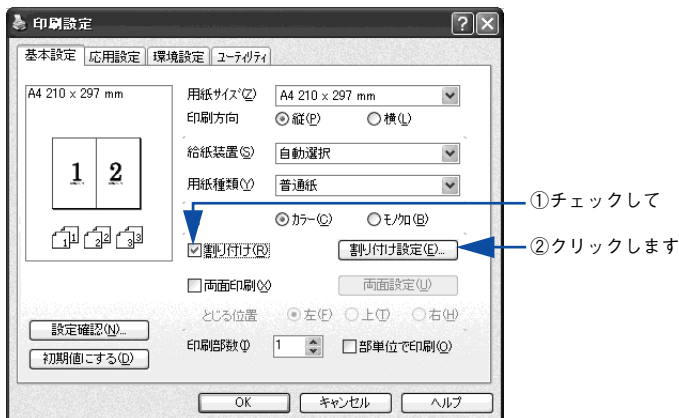 印刷設定
基本設定 応用設定 環境設定 ユーティリティ
A4 210 x 297 mm
用紙サイズ(Z) A4 210 x 297 mm
印刷方向 縦(P) 横(L)
給紙装置(S) 自動選択
用紙種類(Y) 普通紙
カラー(C) モノクロ(B)
1 2
1 1 2 2 3 3
割り付け(R) 割り付け設定(E)...
両面印刷(X) 両面設定(U)
とじる位置 左(F) 上(T) 右(H)
設定確認(N)...
印刷部数(I) 1 部単位で印刷(O)
初期値にする(D)
OK キャンセル ヘルプ
①チェックして
②クリックします